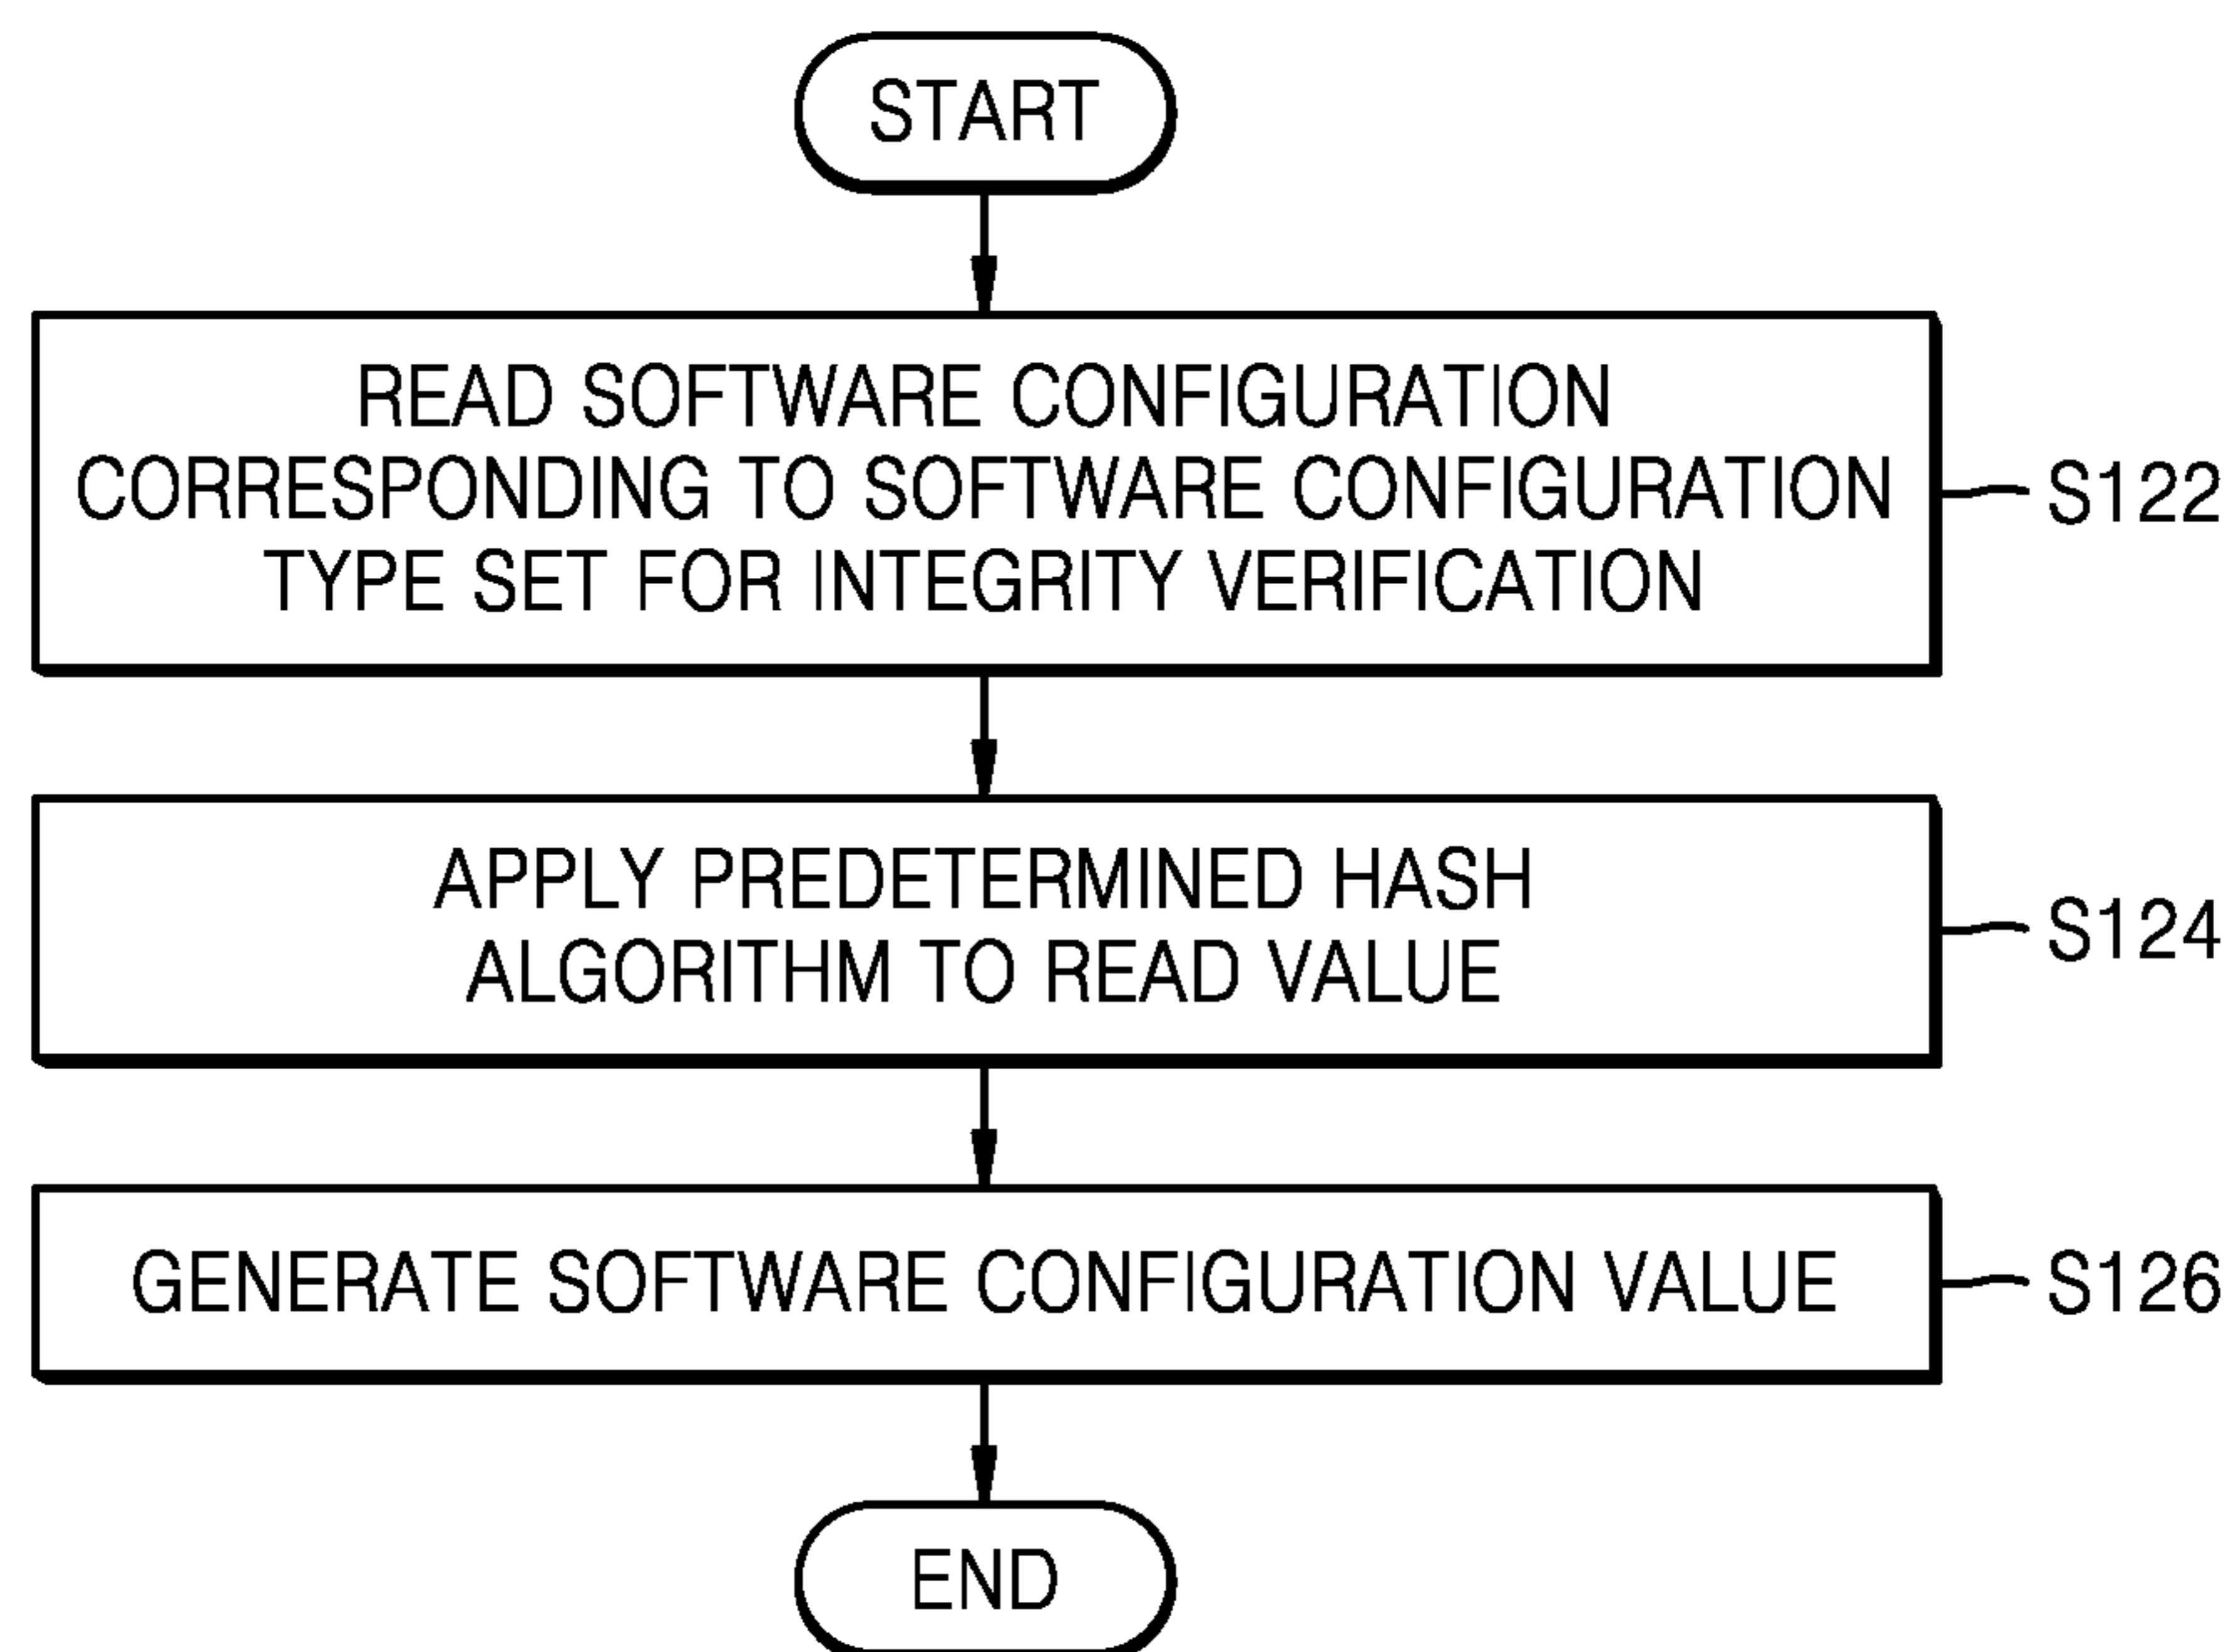 START
READ SOFTWARE CONFIGURATION
CORRESPONDING TO SOFTWARE CONFIGURATION
TYPE SET FOR INTEGRITY VERIFICATION
S122
APPLY PREDETERMINED HASH
ALGORITHM TO READ VALUE
S124
GENERATE SOFTWARE CONFIGURATION VALUE
S126
END